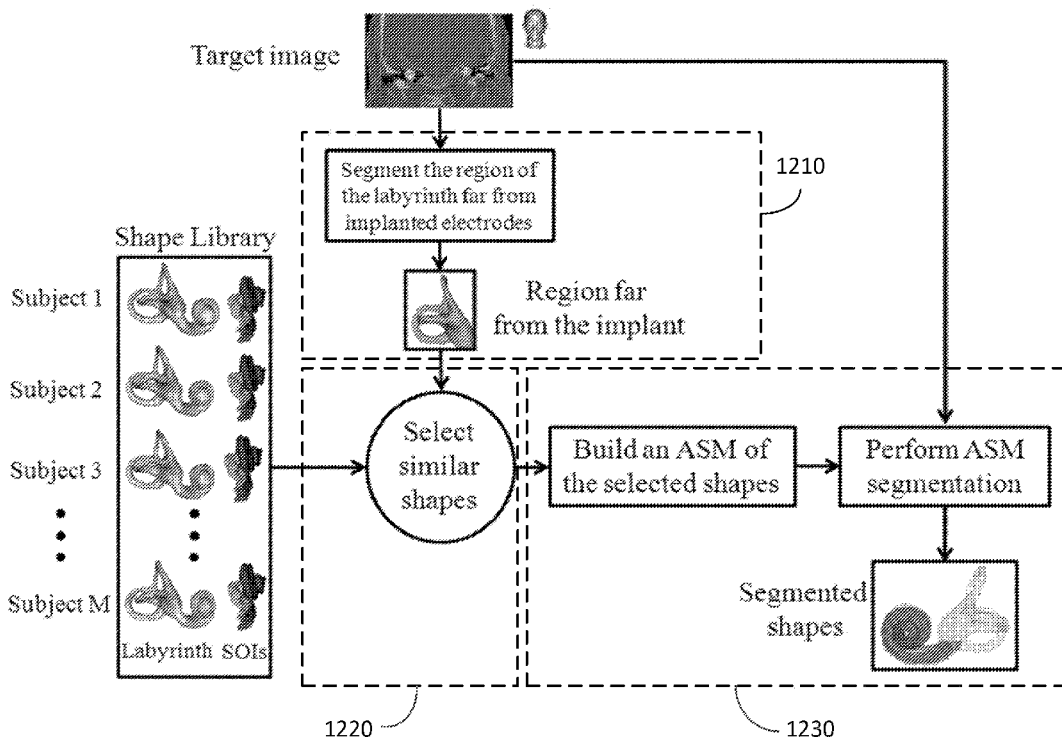 Target image
Segment the region of
the labyrinth far from
implanted electrodes
1210
Shape Library
Region far
from the implant
Subject 1
Subject 2
Subject 3
Subject M
Labyrinth SOIs
Select
similar
shapes
Build an ASM of
the selected shapes
Perform ASM
segmentation
Segmented
shapes
1220
1230